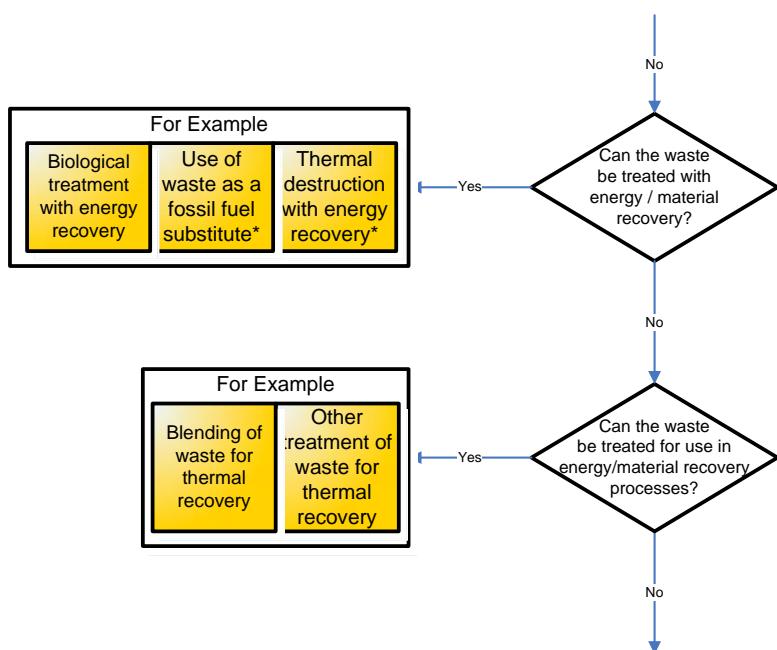 No
For Example
Biological
treatment
with energy
recovery
Use of
waste as a
fossil fuel
substitute*
Thermal
destruction
with energy
recovery*
Yes
Can the waste
be treated with
energy / material
recovery?
No
For Example
Blending of
waste for
thermal
recovery
Other
treatment of
waste for
thermal
recovery
Yes
Can the waste
be treated for use in
energy/material recovery
processes?
No